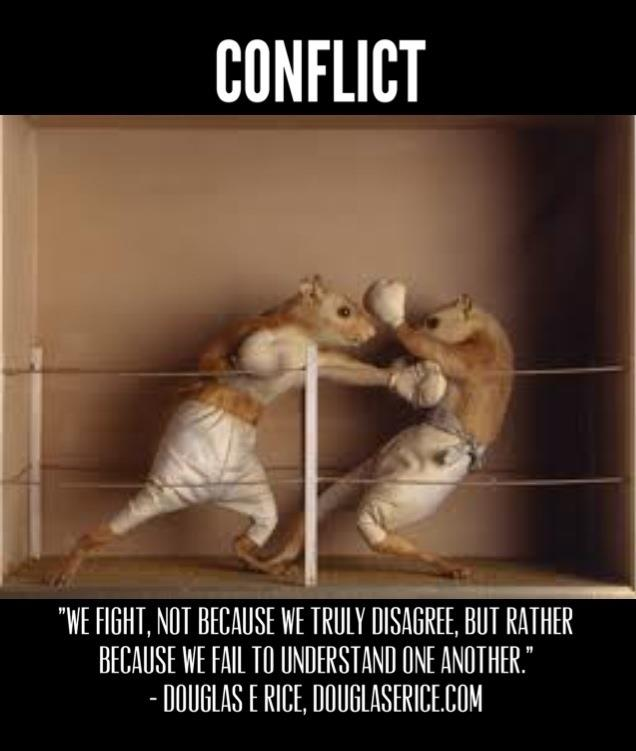 CONFLICT
"WE FIGHT, NOT BECAUSE WE TRULY DISAGREE, BUT RATHER
BECAUSE WE FAIL TO UNDERSTAND ONE ANOTHER."
- DOUGLAS E RICE, DOUGLASERICE.COM